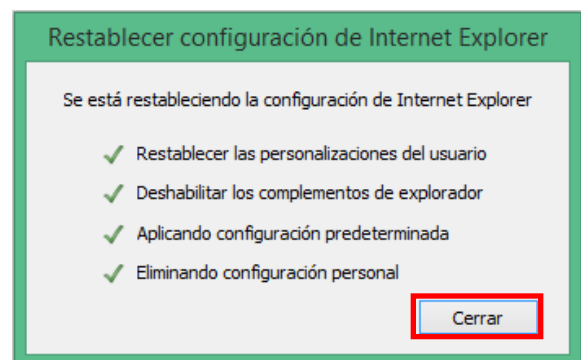 Restablecer configuración de Internet Explorer
Se está restableciendo la configuración de Internet Explorer
Restablecer las personalizaciones del usuario
Deshabilitar los complementos de explorador
Aplicando configuración predeterminada
Eliminando configuración personal
Cerrar